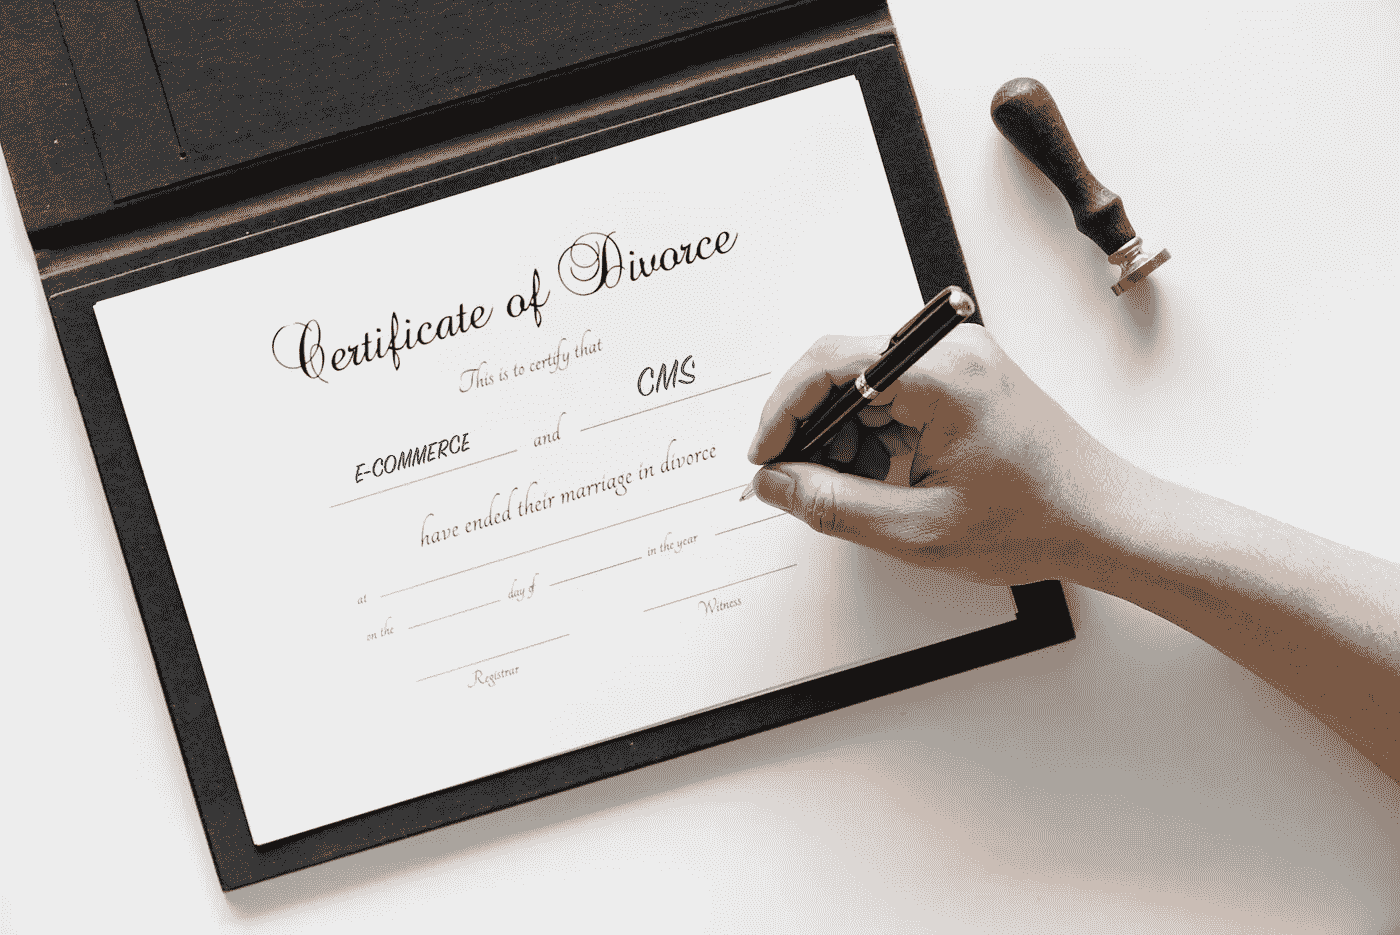 Certificate of Divorce
This is to certify that
E-COMMERCE and CMS
have ended their marriage in divorce
at
on the day of in the year
Registrar Witness